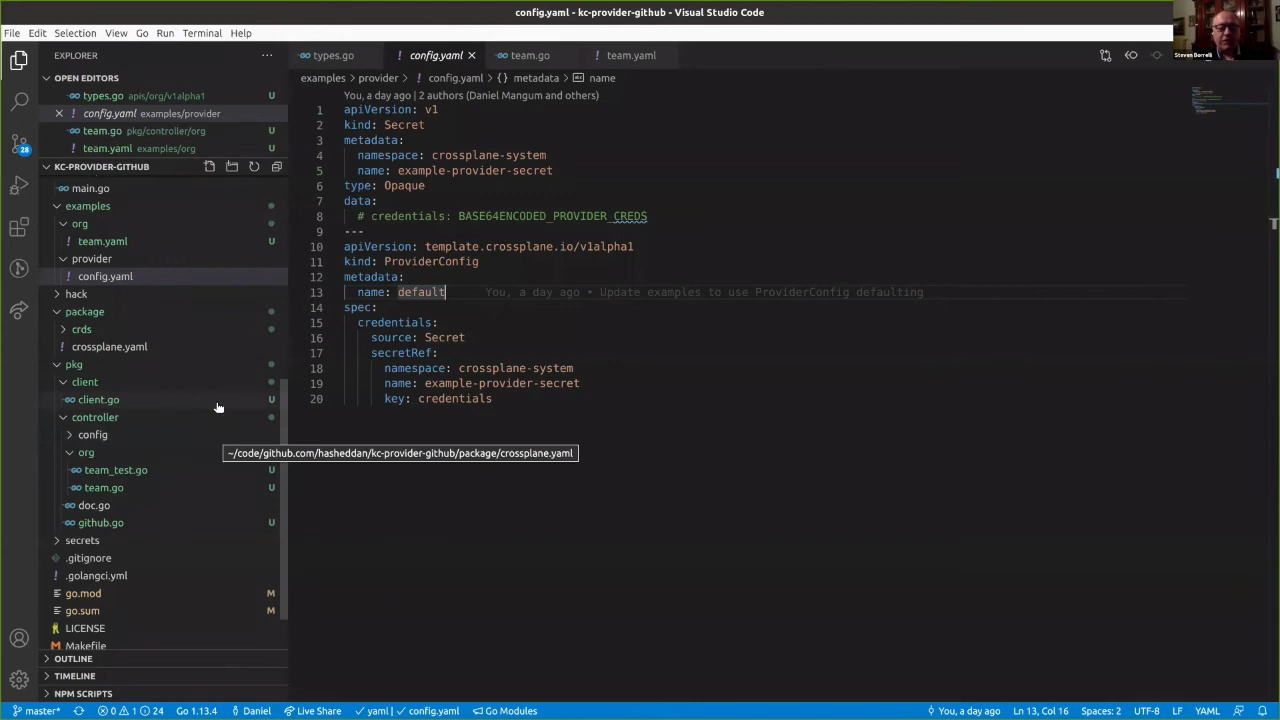 config.yaml - kc-provider-github - Visual Studio Code
File Edit Selection View Go Run Terminal Help
Steven Borrelli
EXPLORER
types.go config.yaml team.go team.yaml
OPEN EDITORS
types.go apis/org/v1alpha1 U
config.yaml examples/provider
team.go pkg/controller/org U
team.yaml examples/org U
KC-PROVIDER-GITHUB
main.go
examples
org
team.yaml U
provider
config.yaml
hack
package
crds
crossplane.yaml
pkg
client
client.go U
controller
config
org
team_test.go U
team.go U
doc.go
github.go U
secrets
.gitignore
.golangci.yml
go.mod M
go.sum M
LICENSE
Makefile
OUTLINE
TIMELINE
NPM SCRIPTS
28
examples > provider > config.yaml > {} metadata > name
You, a day ago | 2 authors (Daniel Mangum and others)
1 apiVersion: v1
2 kind: Secret
3 metadata:
4 namespace: crossplane-system
5 name: example-provider-secret
6 type: Opaque
7 data:
8 # credentials: BASE64ENCODED_PROVIDER_CREDS
9 ---
10 apiVersion: template.crossplane.io/v1alpha1
11 kind: ProviderConfig
12 metadata:
13 name: default You, a day ago • Update examples to use ProviderConfig defaulting
14 spec:
15 credentials:
16 source: Secret
17 secretRef:
18 namespace: crossplane-system
19 name: example-provider-secret
20 key: credentials
~/code/github.com/hasheddan/kc-provider-github/package/crossplane.yaml
master* 0 1 24 Go 1.13.4 Daniel Live Share yaml | config.yaml Go Modules You, a day ago Ln 13, Col 16 Spaces: 2 UTF-8 LF YAML